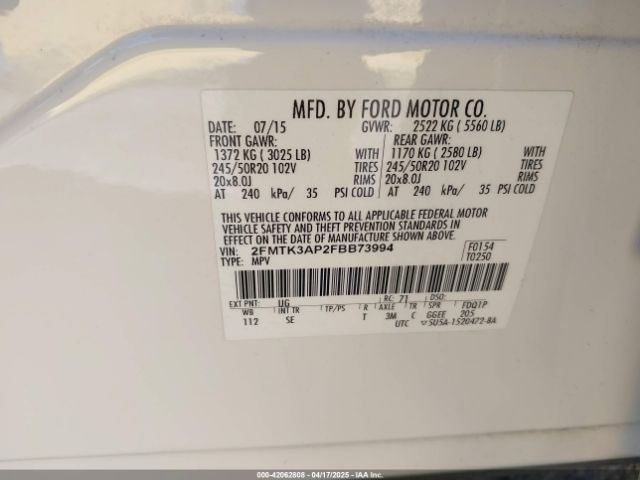 MFD. BY FORD MOTOR CO.
DATE: 07/15 GVWR: 2522 KG ( 5560 LB)
FRONT GAWR: REAR GAWR:
1372 KG ( 3025 LB) WITH 1170 KG ( 2580 LB) WITH
245/50R20 102V TIRES 245/50R20 102V TIRES
20x8.0J RIMS 20x8.0J RIMS
AT 240 kPa/ 35 PSI COLD AT 240 kPa/ 35 PSI COLD
THIS VEHICLE CONFORMS TO ALL APPLICABLE FEDERAL MOTOR
VEHICLE SAFETY AND THEFT PREVENTION STANDARDS IN
EFFECT ON THE DATE OF MANUFACTURE SHOWN ABOVE.
VIN: 2FMTK3AP2FBB73994 F0154
TYPE: MPV T0250
EXT PNT: UG RC: 71 DSO: FDQ1P
WB INT TR TP/PS R AXLE TR SPR 205
112 SE T 3M C GGEE
UTC ▽5U5A-1520472-BA
000-42062808 - 04/17/2025 - IAAI.COM